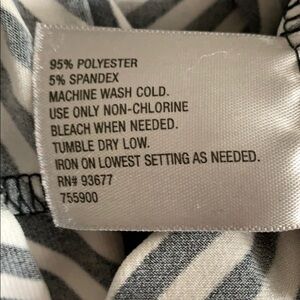 95% POLYESTER
5% SPANDEX
MACHINE WASH COLD.
USE ONLY NON-CHLORINE
BLEACH WHEN NEEDED.
TUMBLE DRY LOW.
IRON ON LOWEST SETTING AS NEEDED.
RN# 93677
755900